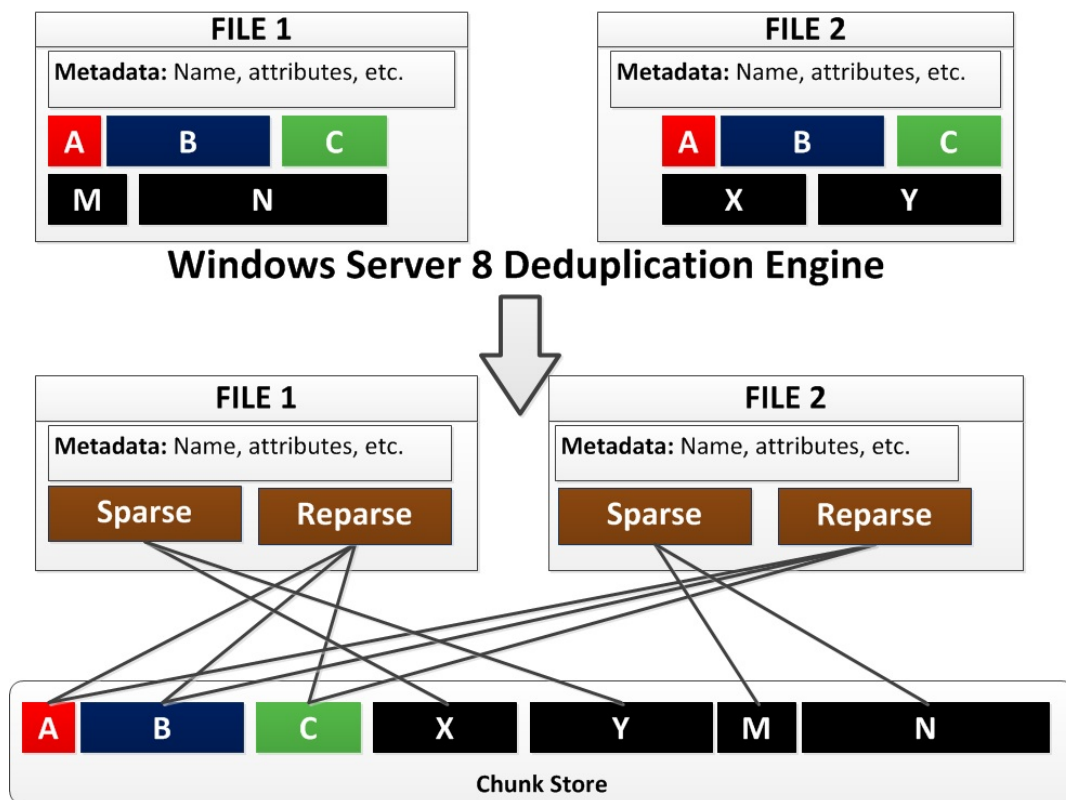 FILE 1
Metadata: Name, attributes, etc.
A B C
M N
FILE 2
Metadata: Name, attributes, etc.
A B C
X Y
Windows Server 8 Deduplication Engine
FILE 1
Metadata: Name, attributes, etc.
Sparse Reparse
FILE 2
Metadata: Name, attributes, etc.
Sparse Reparse
A B C X Y M N
Chunk Store